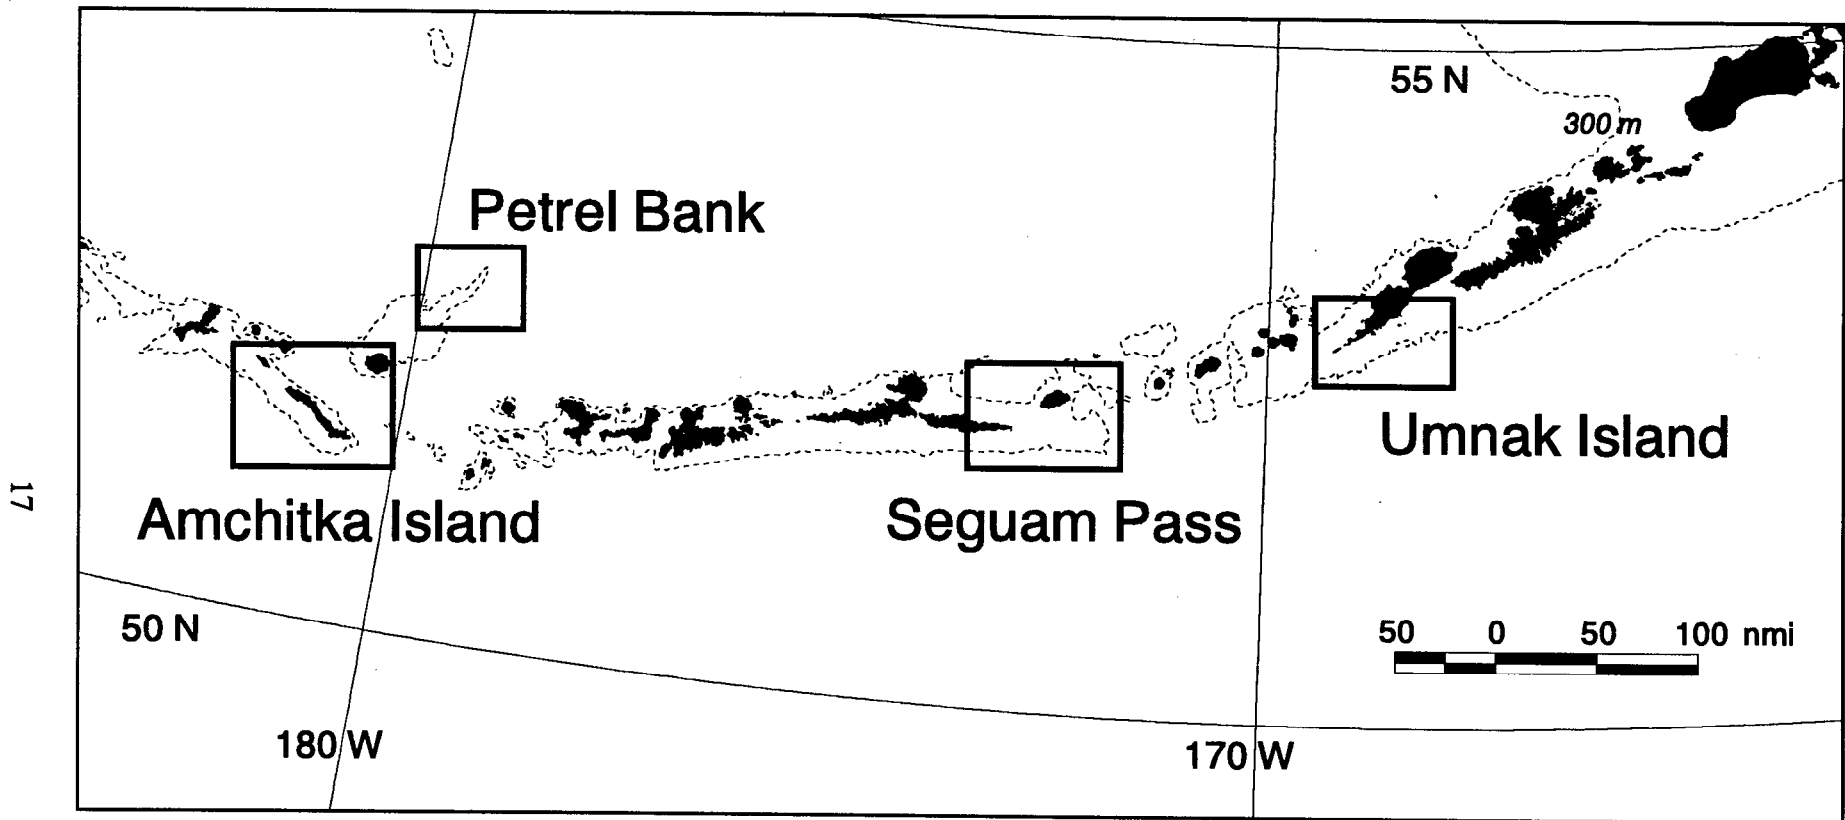 55 N
300 m
Petrel Bank
Umnak Island
Amchitka Island
Seguam Pass
17
50 N
50 0 50 100 nmi
180 W
170 W